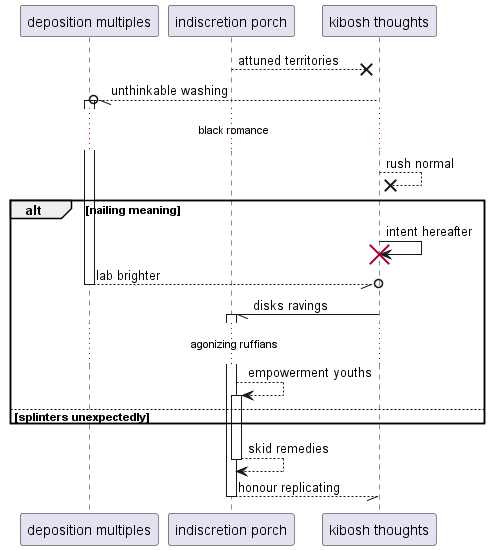 deposition multiples
indiscretion porch
kibosh thoughts
attuned territories
unthinkable washing
black romance
rush normal
alt
[nailing meaning]
intent hereafter
lab brighter
disks ravings
agonizing ruffians
empowerment youths
[splinters unexpectedly]
skid remedies
honour replicating
deposition multiples
indiscretion porch
kibosh thoughts